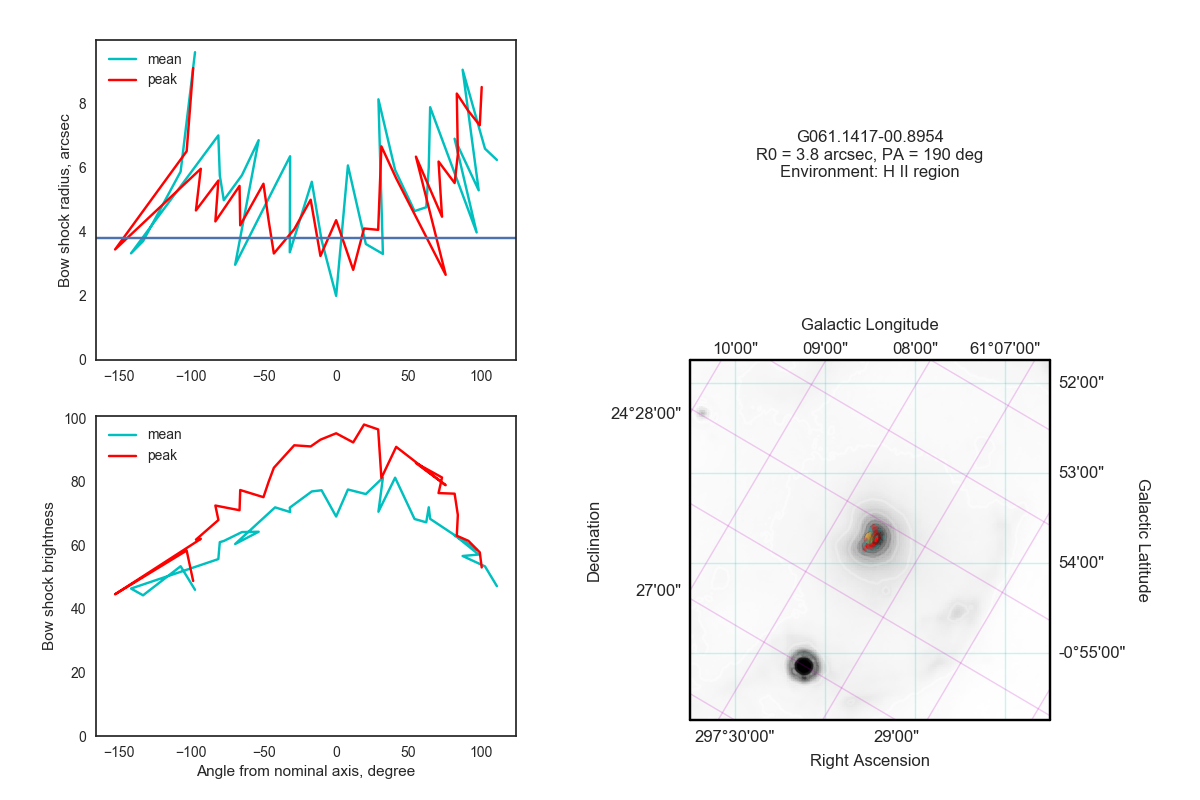 mean
peak
Bow shock radius, arcsec
8
6
4
2
0
−150
−100
−50
0
50
100
mean
peak
Bow shock brightness
100
80
60
40
20
0
−150
−100
−50
0
50
100
Angle from nominal axis, degree
G061.1417-00.8954
R0 = 3.8 arcsec, PA = 190 deg
Environment: H II region
Galactic Longitude
10'00"
09'00"
08'00"
61°07'00"
24°28'00"
27'00"
Declination
52'00"
53'00"
54'00"
-0°55'00"
Galactic Latitude
297°30'00"
29'00"
Right Ascension